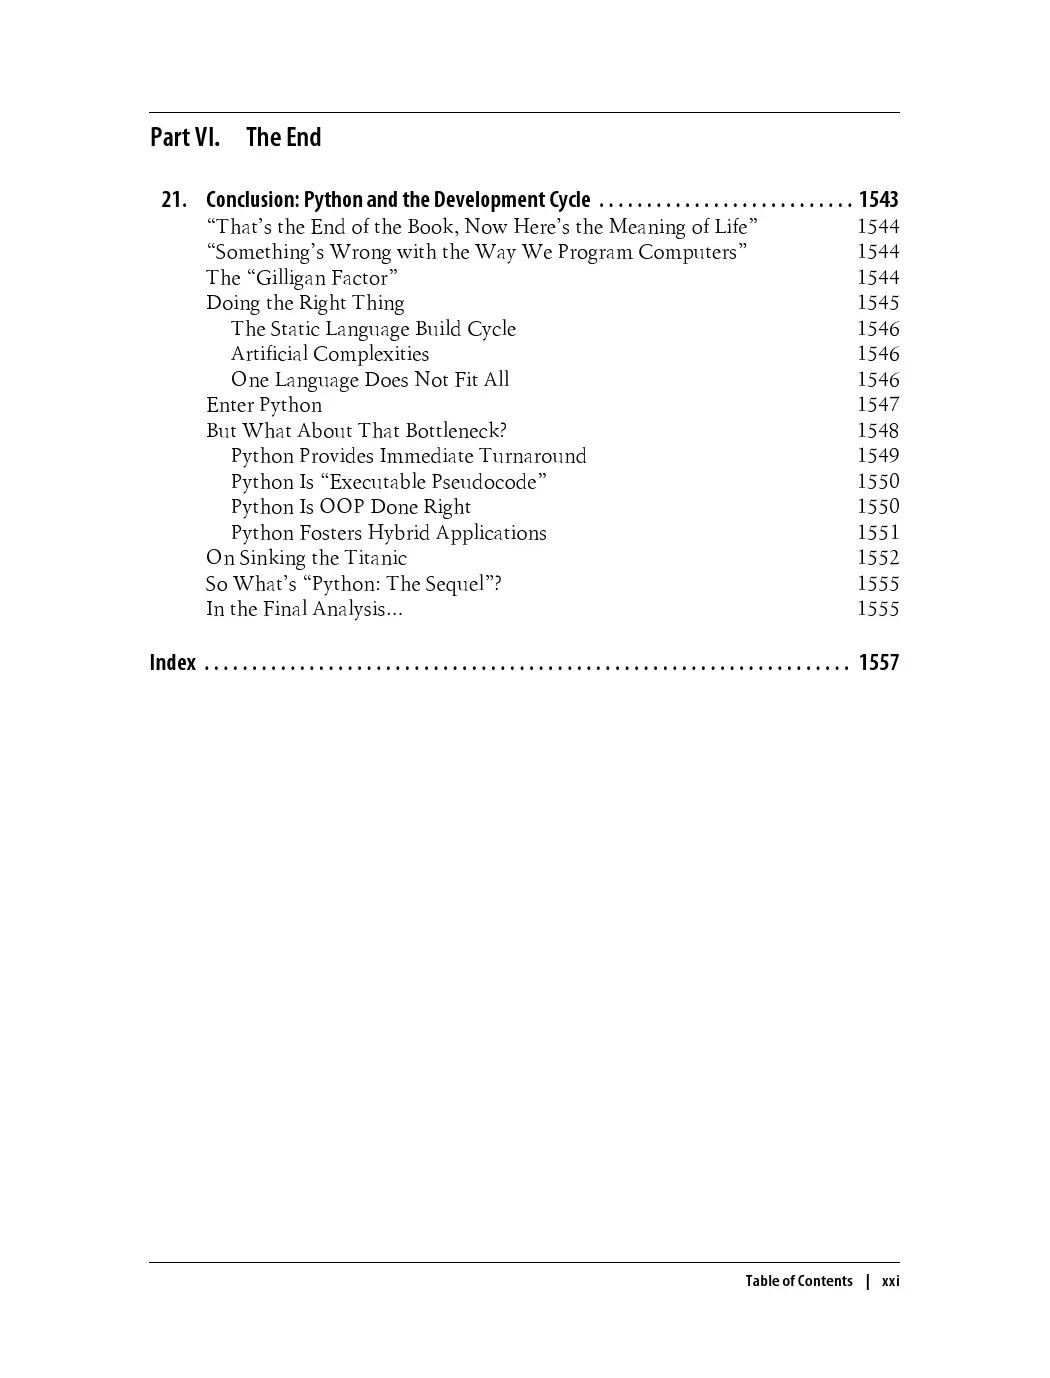 Part VI. The End
21. Conclusion: Python and the Development Cycle . . . . . . . . . . . . . . . . . . . . . . . . . . . 1543
“That’s the End of the Book, Now Here’s the Meaning of Life” 1544
“Something’s Wrong with the Way We Program Computers” 1544
The “Gilligan Factor” 1544
Doing the Right Thing 1545
The Static Language Build Cycle 1546
Artificial Complexities 1546
One Language Does Not Fit All 1546
Enter Python 1547
But What About That Bottleneck? 1548
Python Provides Immediate Turnaround 1549
Python Is “Executable Pseudocode” 1550
Python Is OOP Done Right 1550
Python Fosters Hybrid Applications 1551
On Sinking the Titanic 1552
So What’s “Python: The Sequel”? 1555
In the Final Analysis... 1555
Index . . . . . . . . . . . . . . . . . . . . . . . . . . . . . . . . . . . . . . . . . . . . . . . . . . . . . . . . . . . . . . . . . . . . 1557
Table of Contents | xxi